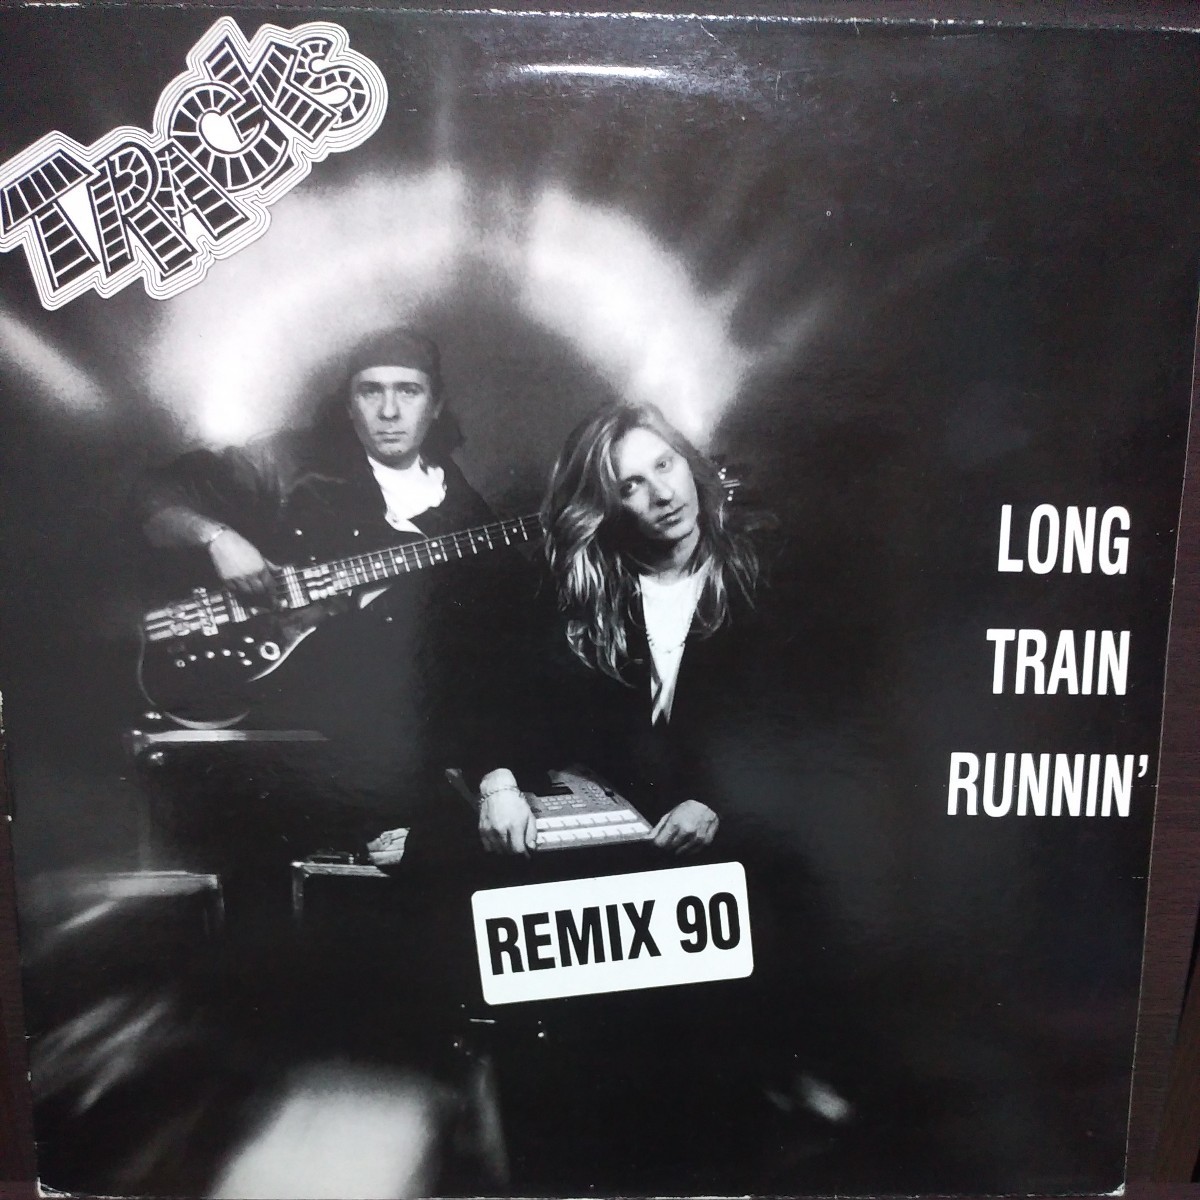 TRACKS
LONG
TRAIN
RUNNIN'
REMIX 90